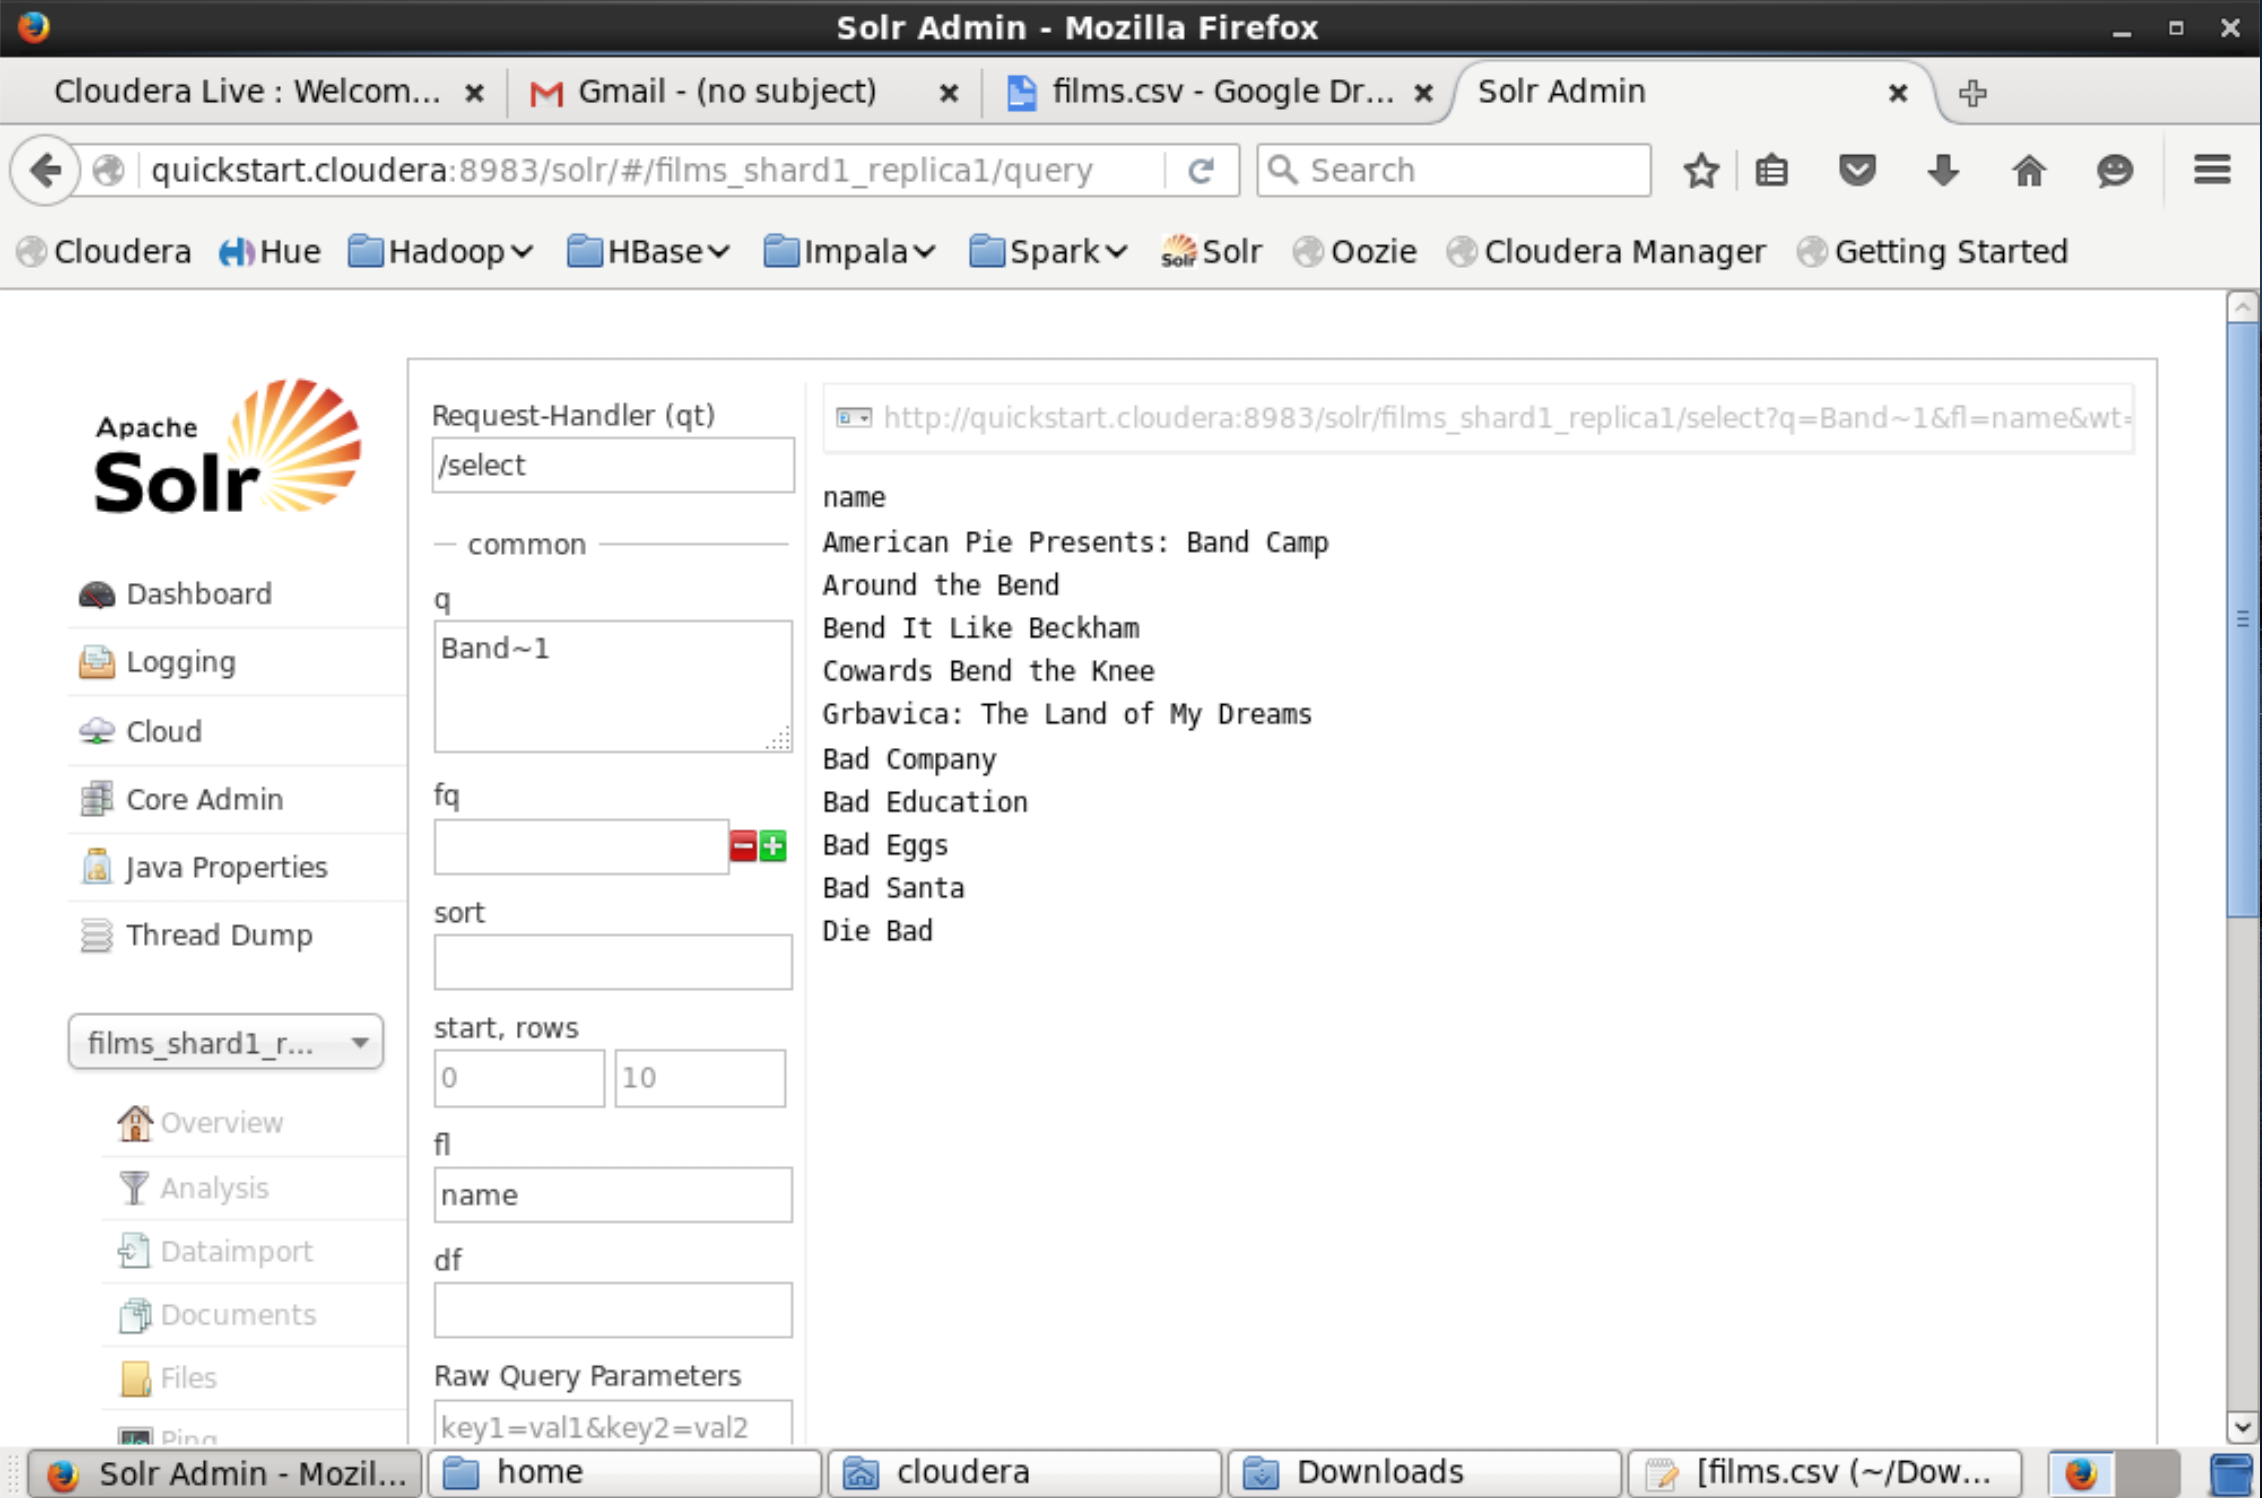 Solr Admin - Mozilla Firefox
Cloudera Live : Welcom...
Gmail - (no subject)
films.csv - Google Dr...
Solr Admin
quickstart.cloudera:8983/solr/#/films_shard1_replica1/query
Search
Cloudera
Hue
Hadoop
HBase
Impala
Spark
Solr
Solr
Oozie
Cloudera Manager
Getting Started
Apache
Solr
Dashboard
Logging
Cloud
Core Admin
Java Properties
Thread Dump
films_shard1_r...
Overview
Analysis
Dataimport
Documents
Files
Ping
Request-Handler (qt)
/select
common
q
Band~1
fq
sort
start, rows
0
10
fl
name
df
Raw Query Parameters
key1=val1&key2=val2
http://quickstart.cloudera:8983/solr/films_shard1_replica1/select?q=Band~1&fl=name&wt=
name
American Pie Presents: Band Camp
Around the Bend
Bend It Like Beckham
Cowards Bend the Knee
Grbavica: The Land of My Dreams
Bad Company
Bad Education
Bad Eggs
Bad Santa
Die Bad
Solr Admin - Mozil...
home
cloudera
Downloads
[films.csv (~/Dow...